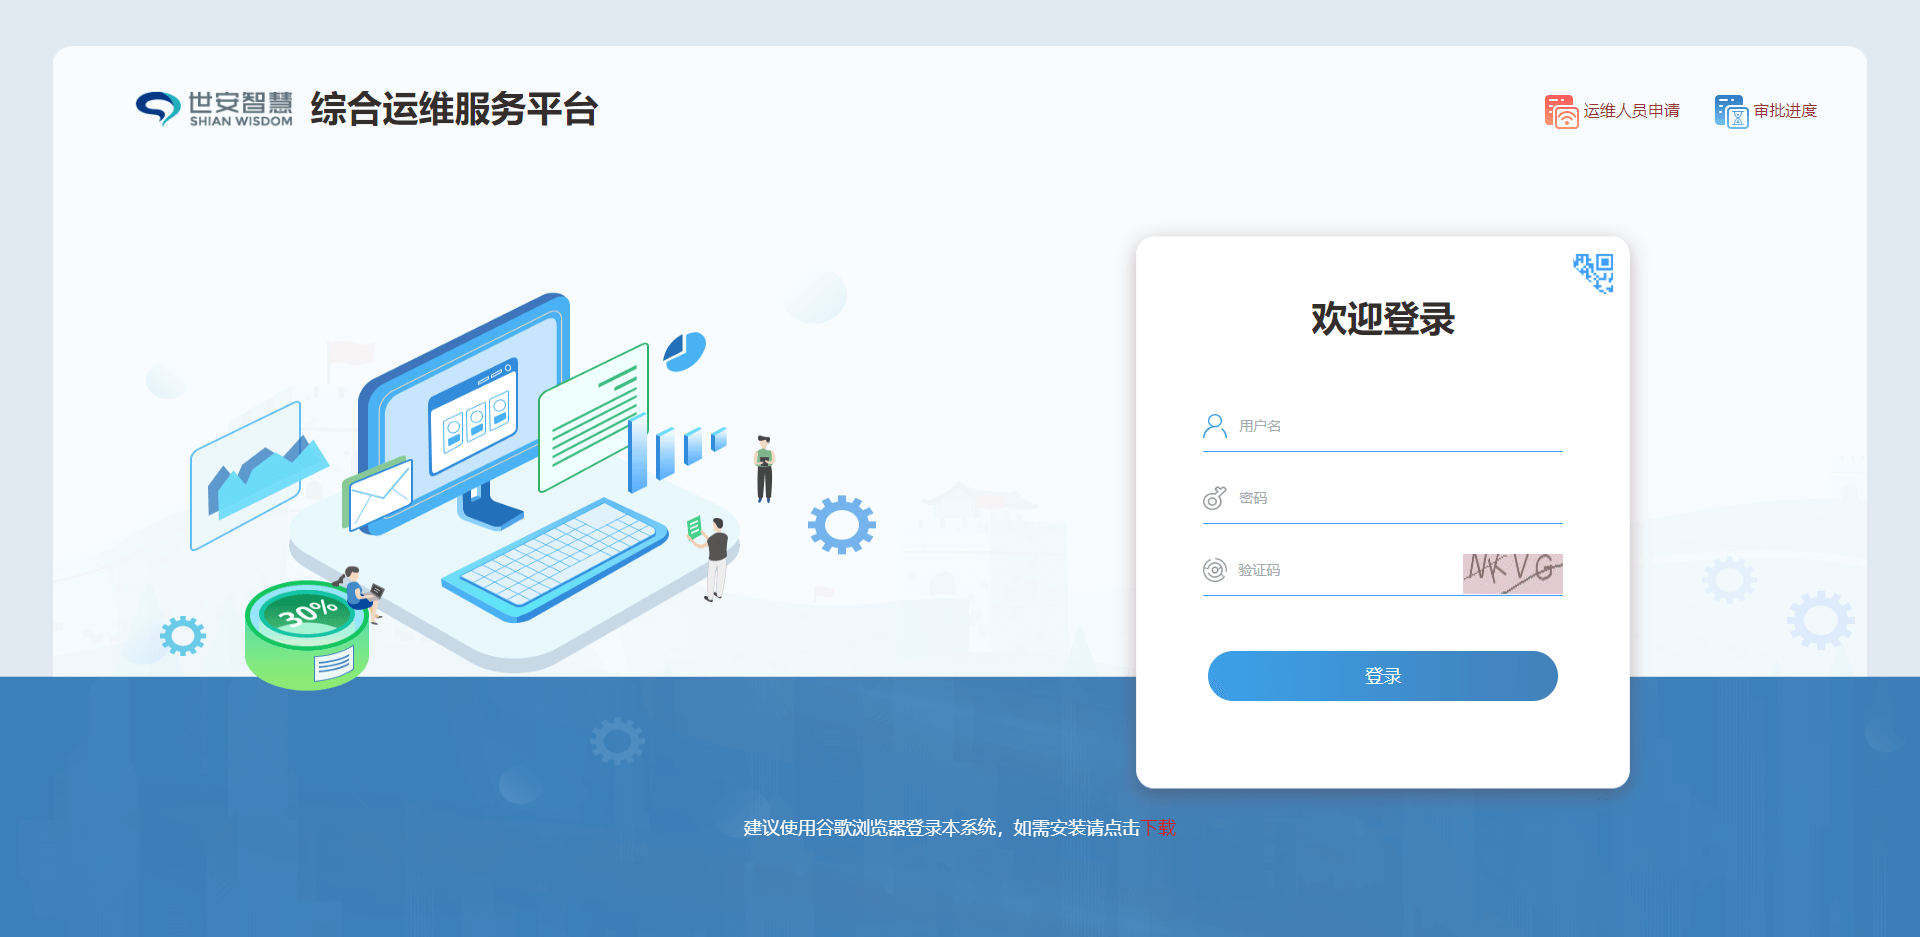 世安智慧
SHIAN WISDOM
综合运维服务平台
运维人员申请
审批进度
欢迎登录
用户名
密码
验证码
NKVG
登录
30%
建议使用谷歌浏览器登录本系统，如需安装请点击下载